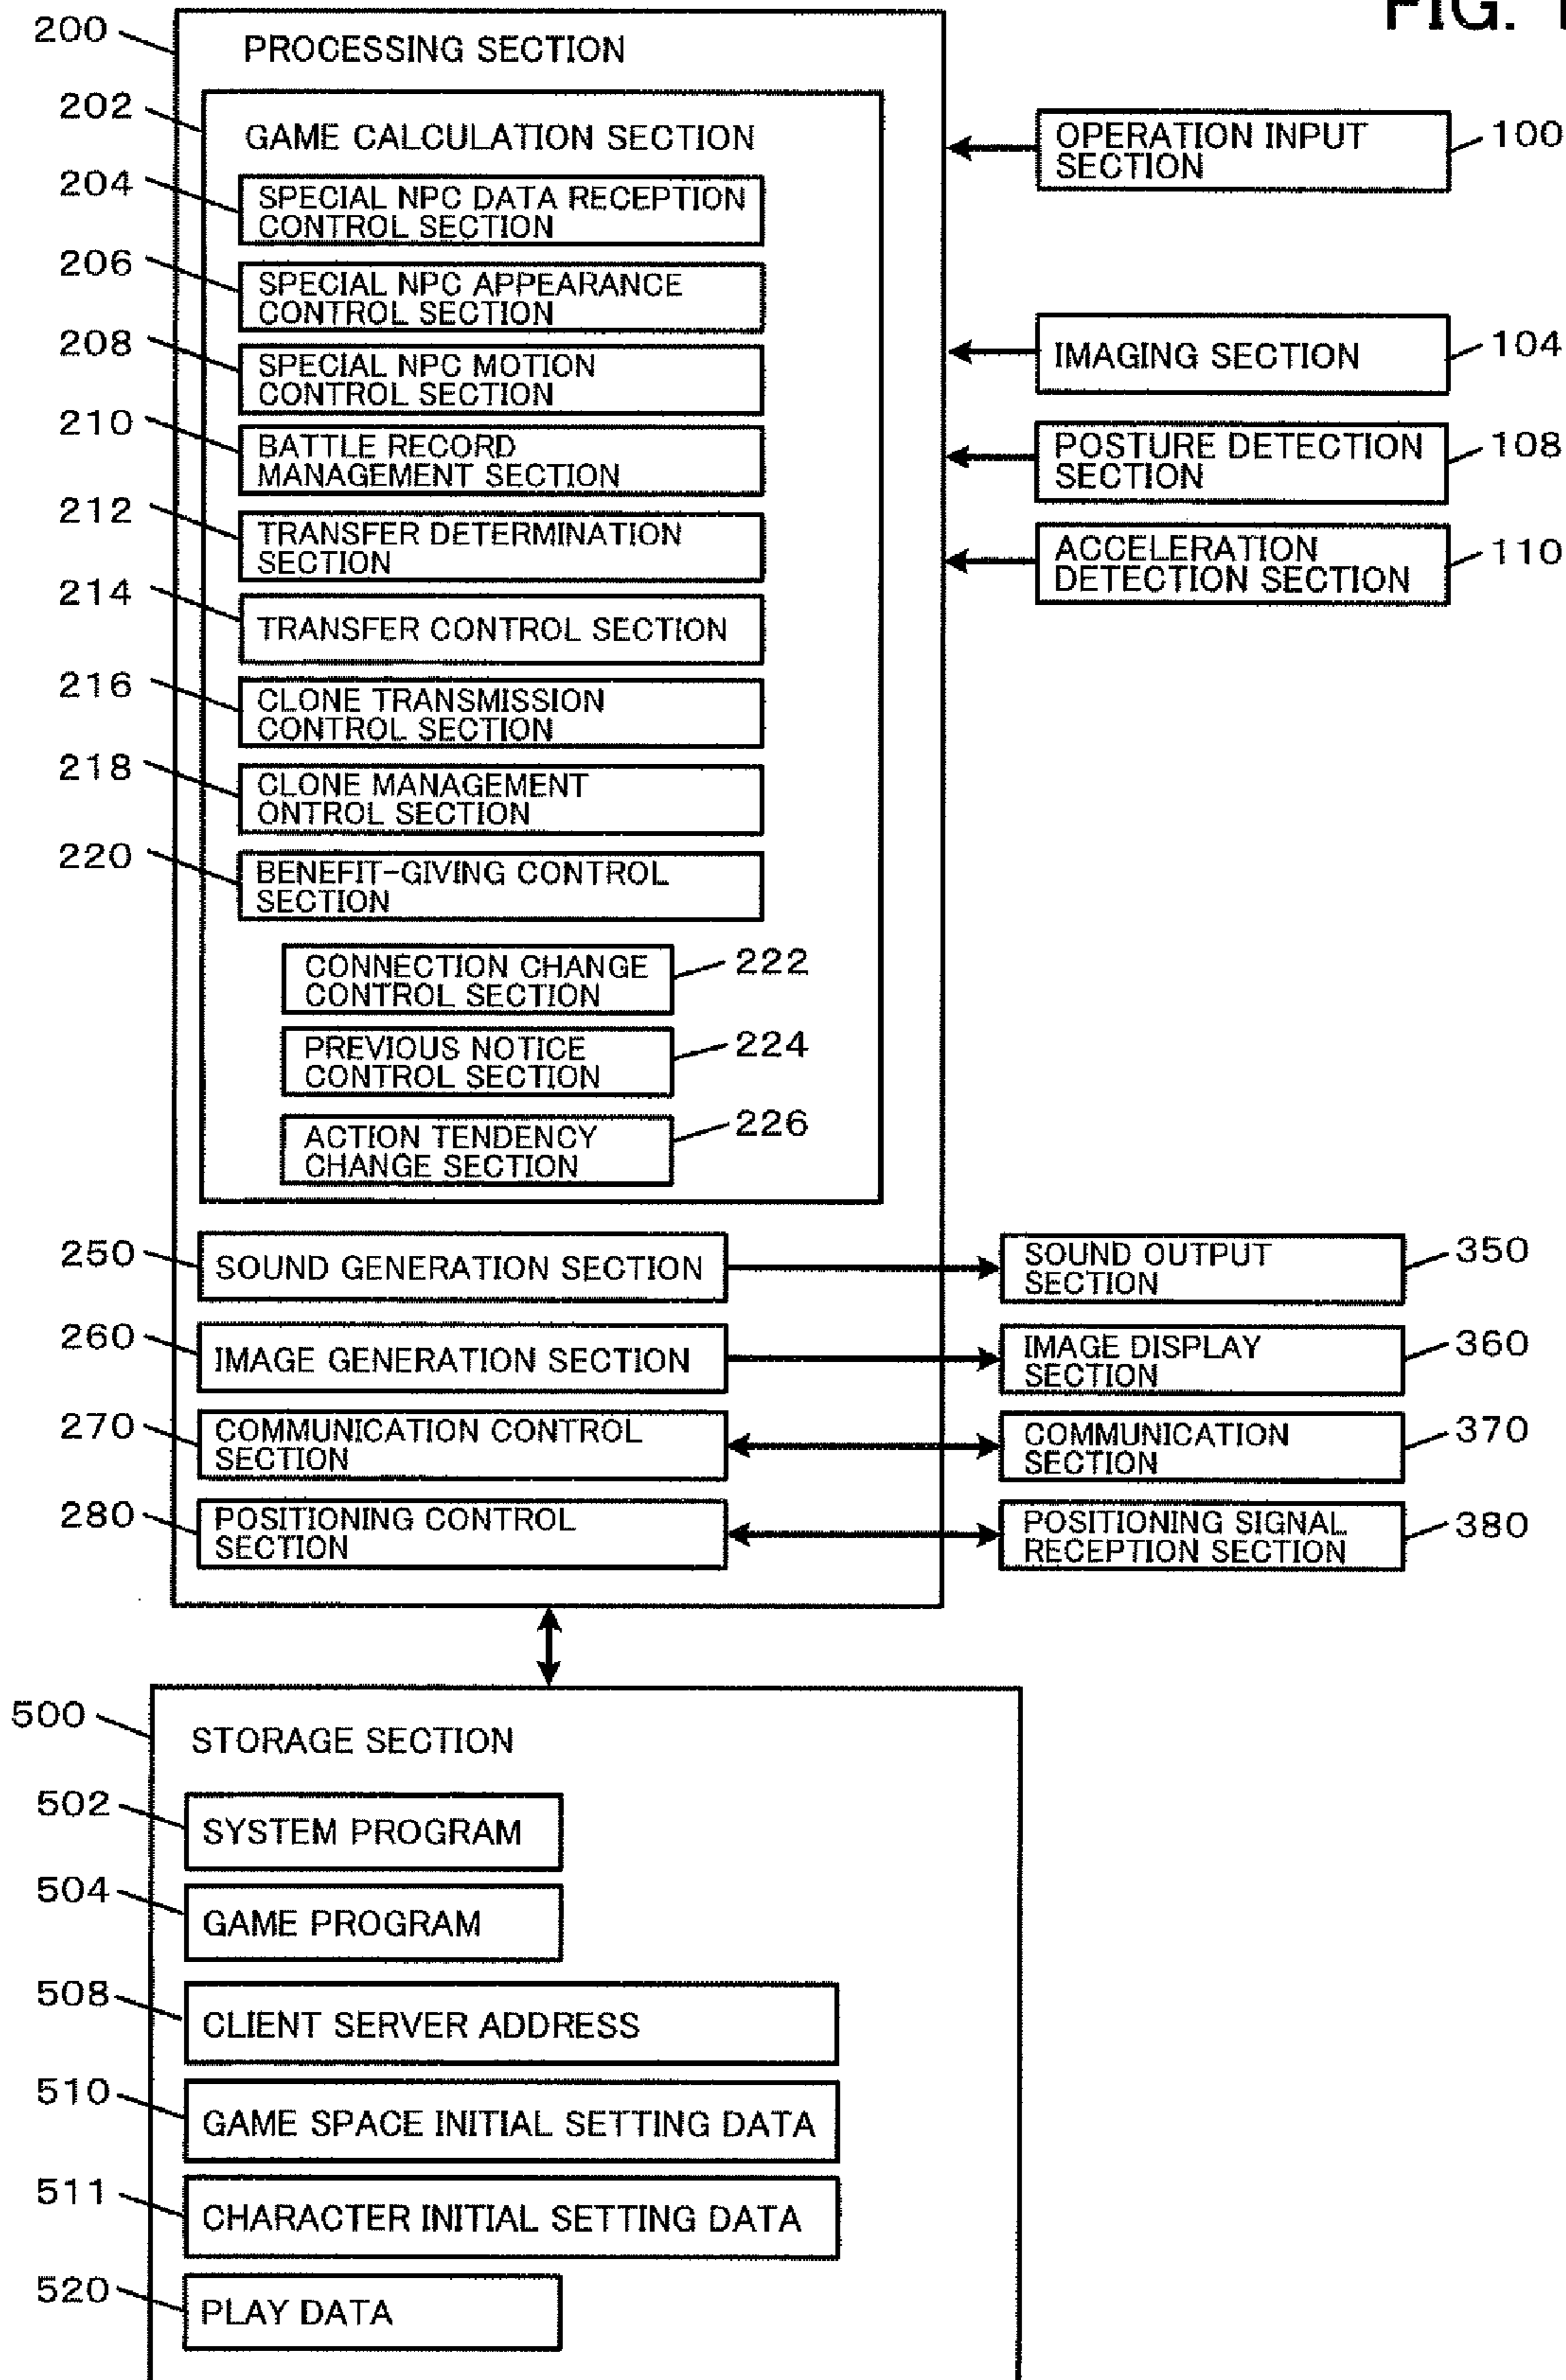 FIG. 1
200
PROCESSING SECTION
202
GAME CALCULATION SECTION
204
SPECIAL NPC DATA RECEPTION
CONTROL SECTION
206
SPECIAL NPC APPEARANCE
CONTROL SECTION
208
SPECIAL NPC MOTION
CONTROL SECTION
210
BATTLE RECORD
MANAGEMENT SECTION
212
TRANSFER DETERMINATION
SECTION
214
TRANSFER CONTROL SECTION
216
CLONE TRANSMISSION
CONTROL SECTION
218
CLONE MANAGEMENT
ONTROL SECTION
220
BENEFIT-GIVING CONTROL
SECTION
CONNECTION CHANGE
CONTROL SECTION
222
PREVIOUS NOTICE
CONTROL SECTION
224
ACTION TENDENCY
CHANGE SECTION
226
OPERATION INPUT
SECTION
100
IMAGING SECTION
104
POSTURE DETECTION
SECTION
108
ACCELERATION
DETECTION SECTION
110
250
SOUND GENERATION SECTION
SOUND OUTPUT
SECTION
350
260
IMAGE GENERATION SECTION
IMAGE DISPLAY
SECTION
360
270
COMMUNICATION CONTROL
SECTION
COMMUNICATION
SECTION
370
280
POSITIONING CONTROL
SECTION
POSITIONING SIGNAL
RECEPTION SECTION
380
500
STORAGE SECTION
502
SYSTEM PROGRAM
504
GAME PROGRAM
508
CLIENT SERVER ADDRESS
510
GAME SPACE INITIAL SETTING DATA
511
CHARACTER INITIAL SETTING DATA
520
PLAY DATA